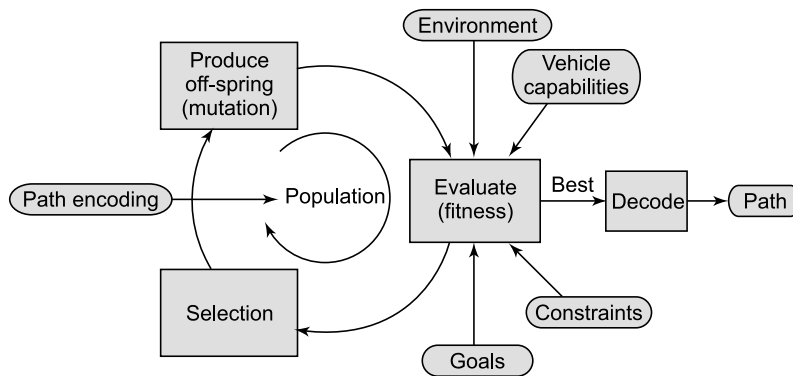 Environment
Produce
off-spring
(mutation)
Vehicle
capabilities
Path encoding
Population
Evaluate
(fitness)
Best
Decode
Path
Selection
Constraints
Goals